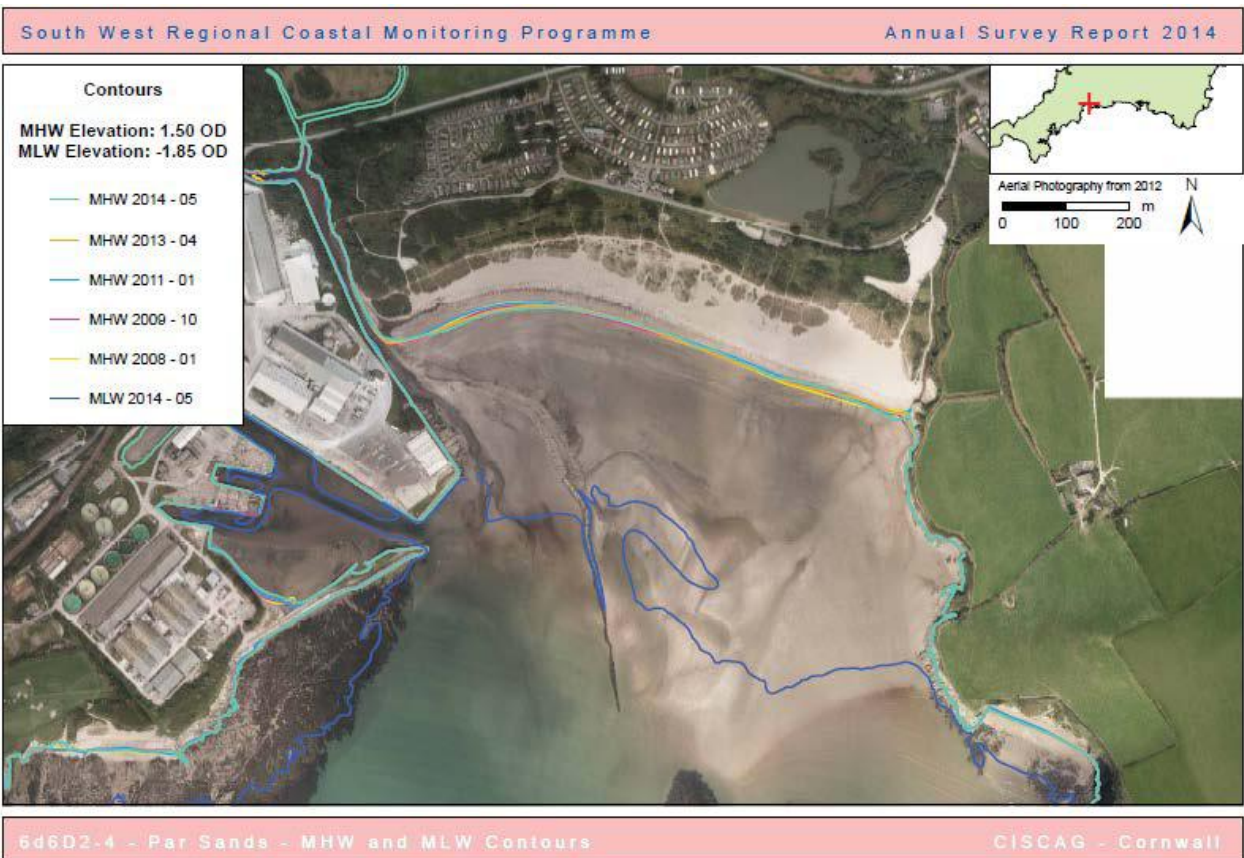 South West Regional Coastal Monitoring Programme
Annual Survey Report 2014
Contours
MHW Elevation: 1.50 OD
MLW Elevation: -1.85 OD
MHW 2014 - 05
MHW 2013 - 04
MHW 2011 - 01
MHW 2009 - 10
MHW 2008 - 01
MLW 2014 - 05
Aerial Photography from 2012
N
m
0 100 200
6d6D2-4 - Par Sands - MHW and MLW Contours
CISCAG - Cornwall